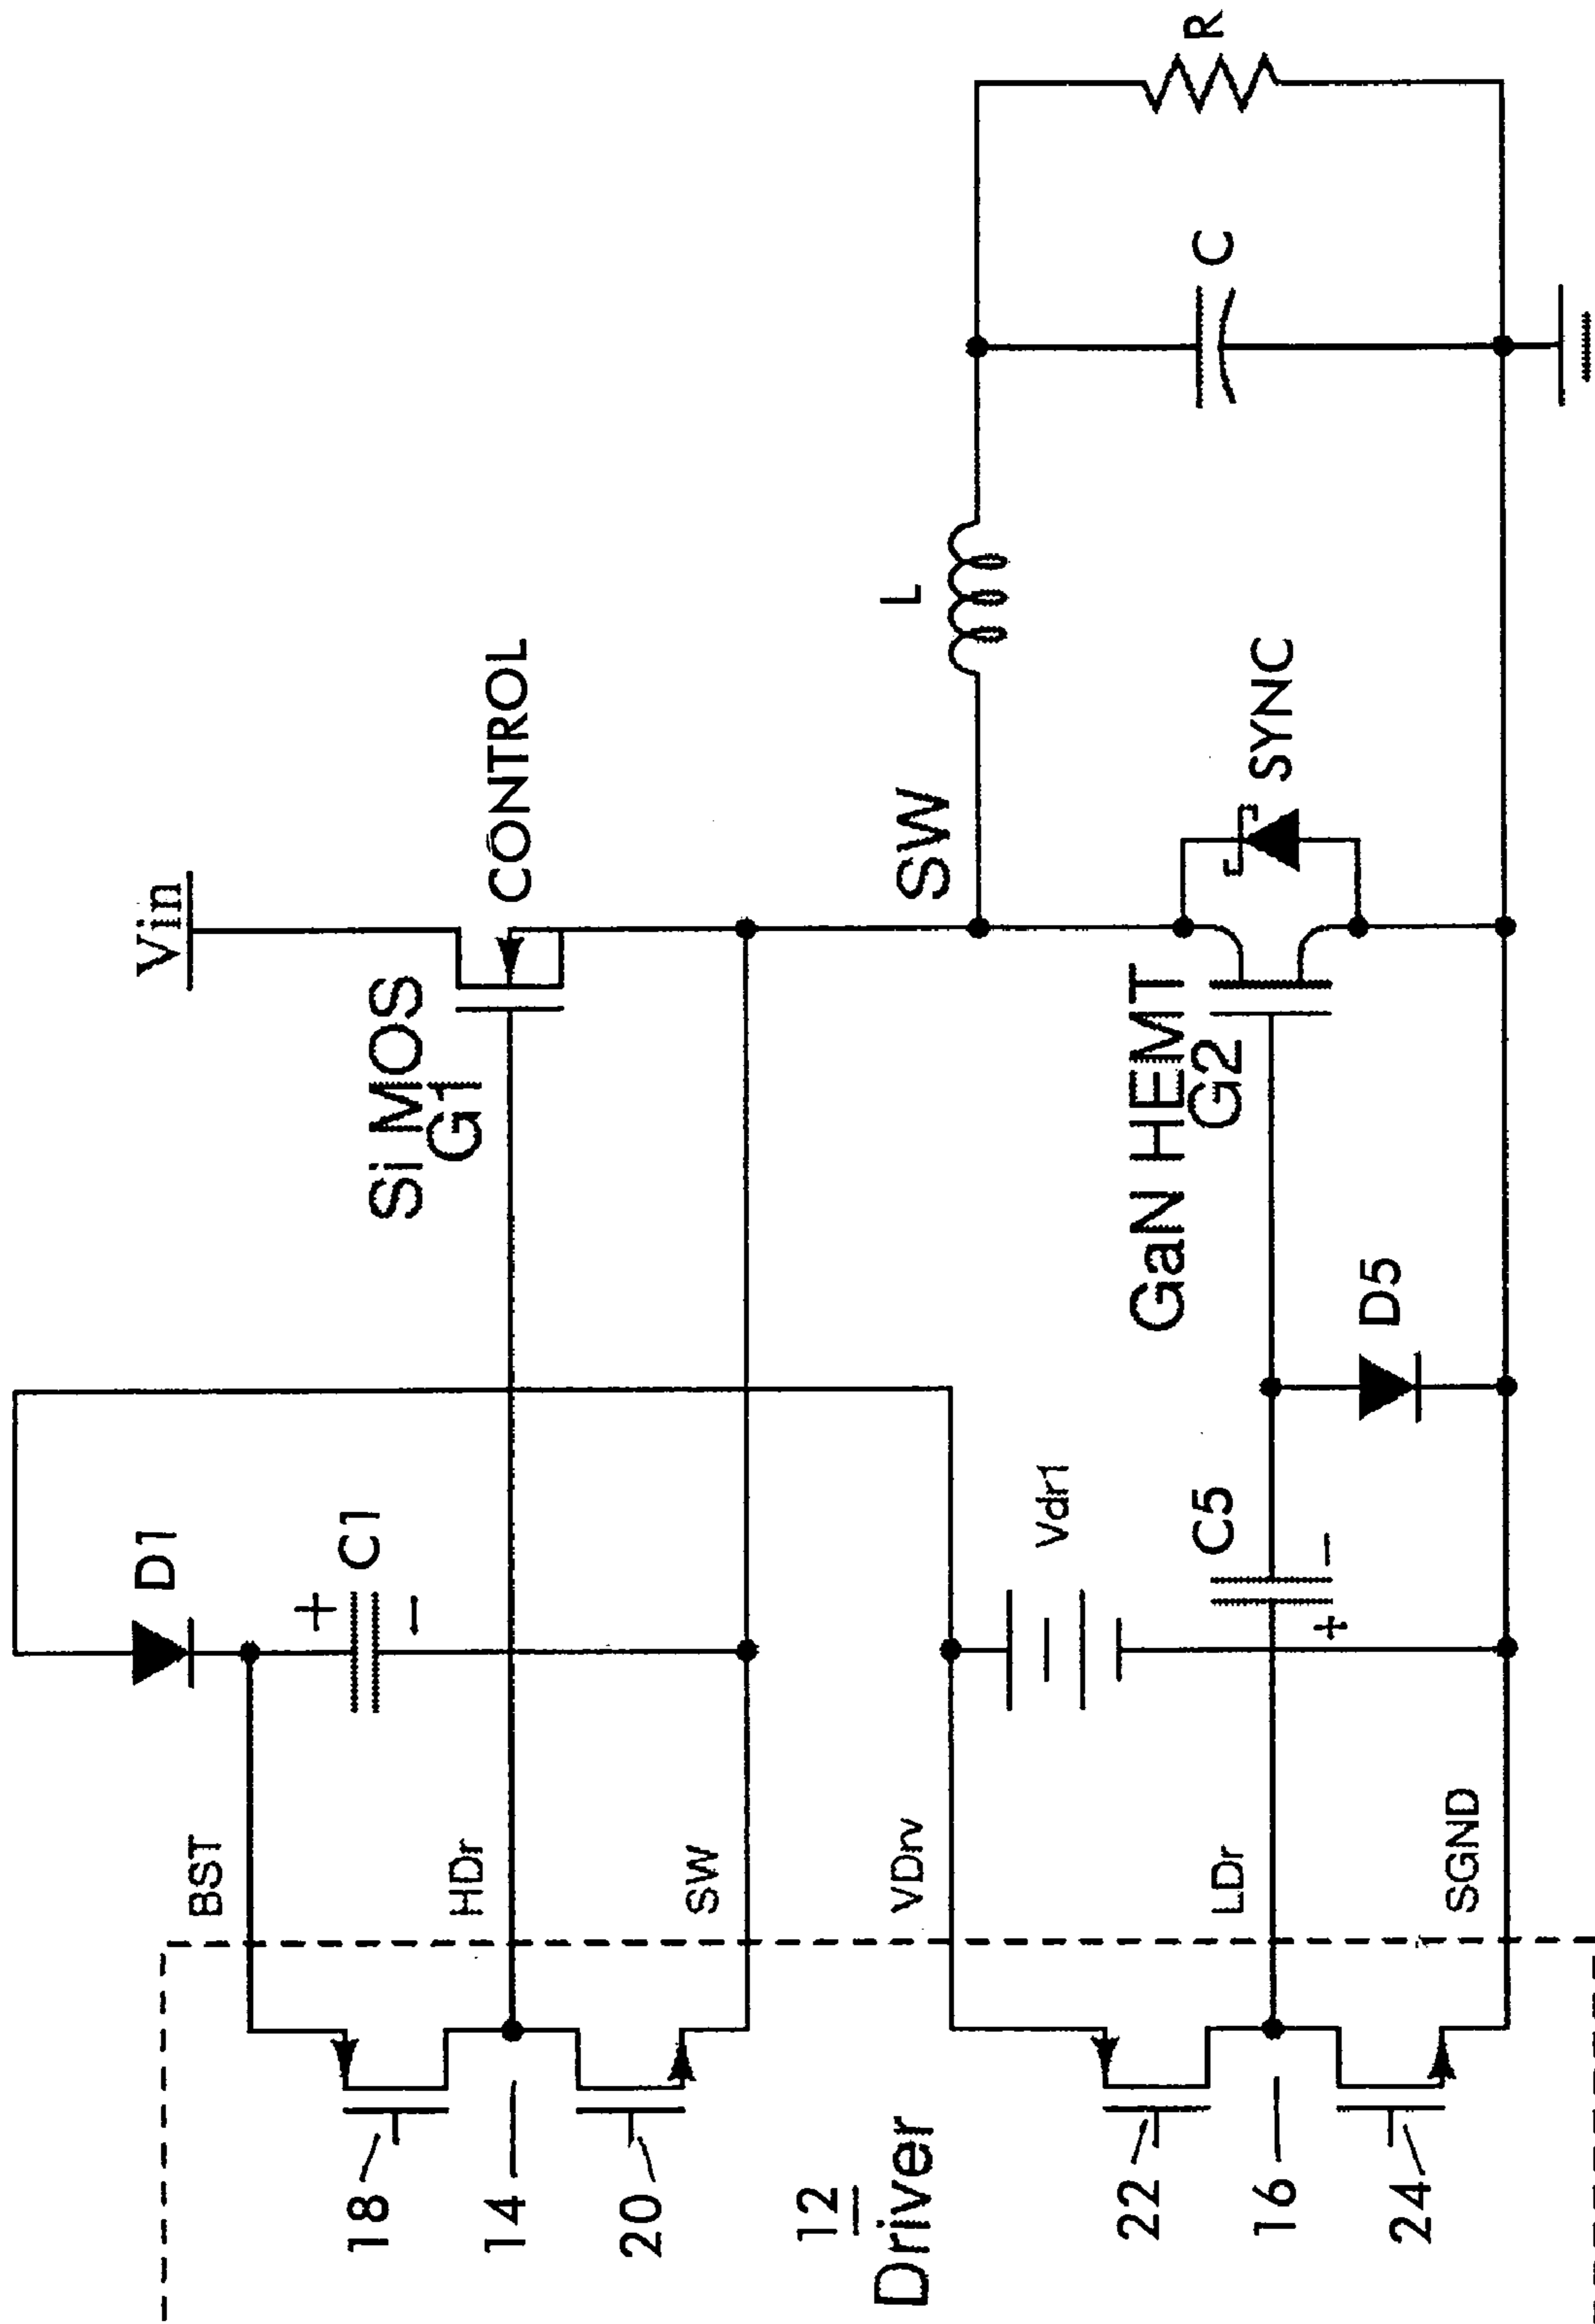 Vin
Si MOS
G1
CONTROL
D1
+
C1
–
BST
HDr
SW
18
14
20
12
Driver
VDrv
Vdr1
LDr
SGND
22
16
24
C5
+
–
D5
GaN HEMT
G2
SYNC
SW
L
C
R